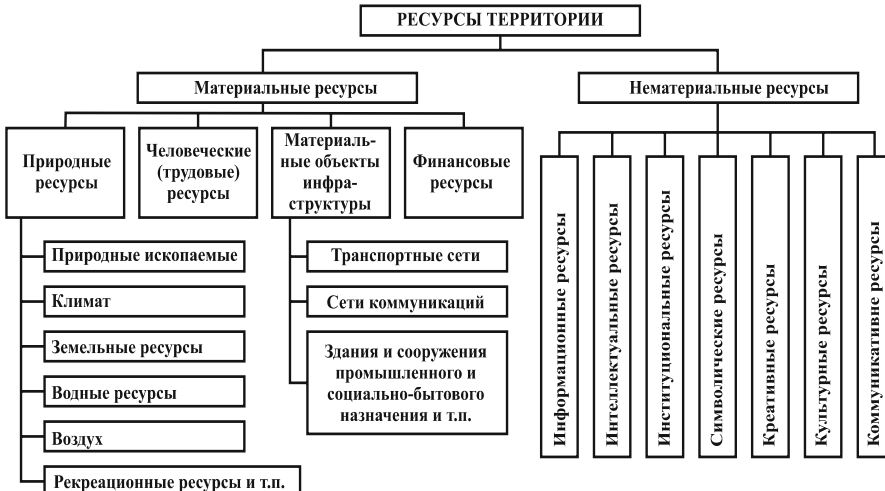 РЕСУРСЫ ТЕРРИТОРИИ
Материальные ресурсы
Нематериальные ресурсы
Природные
ресурсы
Человеческие
(трудовые)
ресурсы
Материаль-
ные объекты
инфра-
структуры
Финансовые
ресурсы
Природные ископаемые
Климат
Земельные ресурсы
Водные ресурсы
Воздух
Рекреационные ресурсы и т.п.
Транспортные сети
Сети коммуникаций
Здания и сооружения
промышленного и
социально-бытового
назначения и т.п.
Информационные ресурсы
Интеллектуальные ресурсы
Институциональные ресурсы
Символические ресурсы
Креативные ресурсы
Культурные ресурсы
Коммуникативне ресурсы